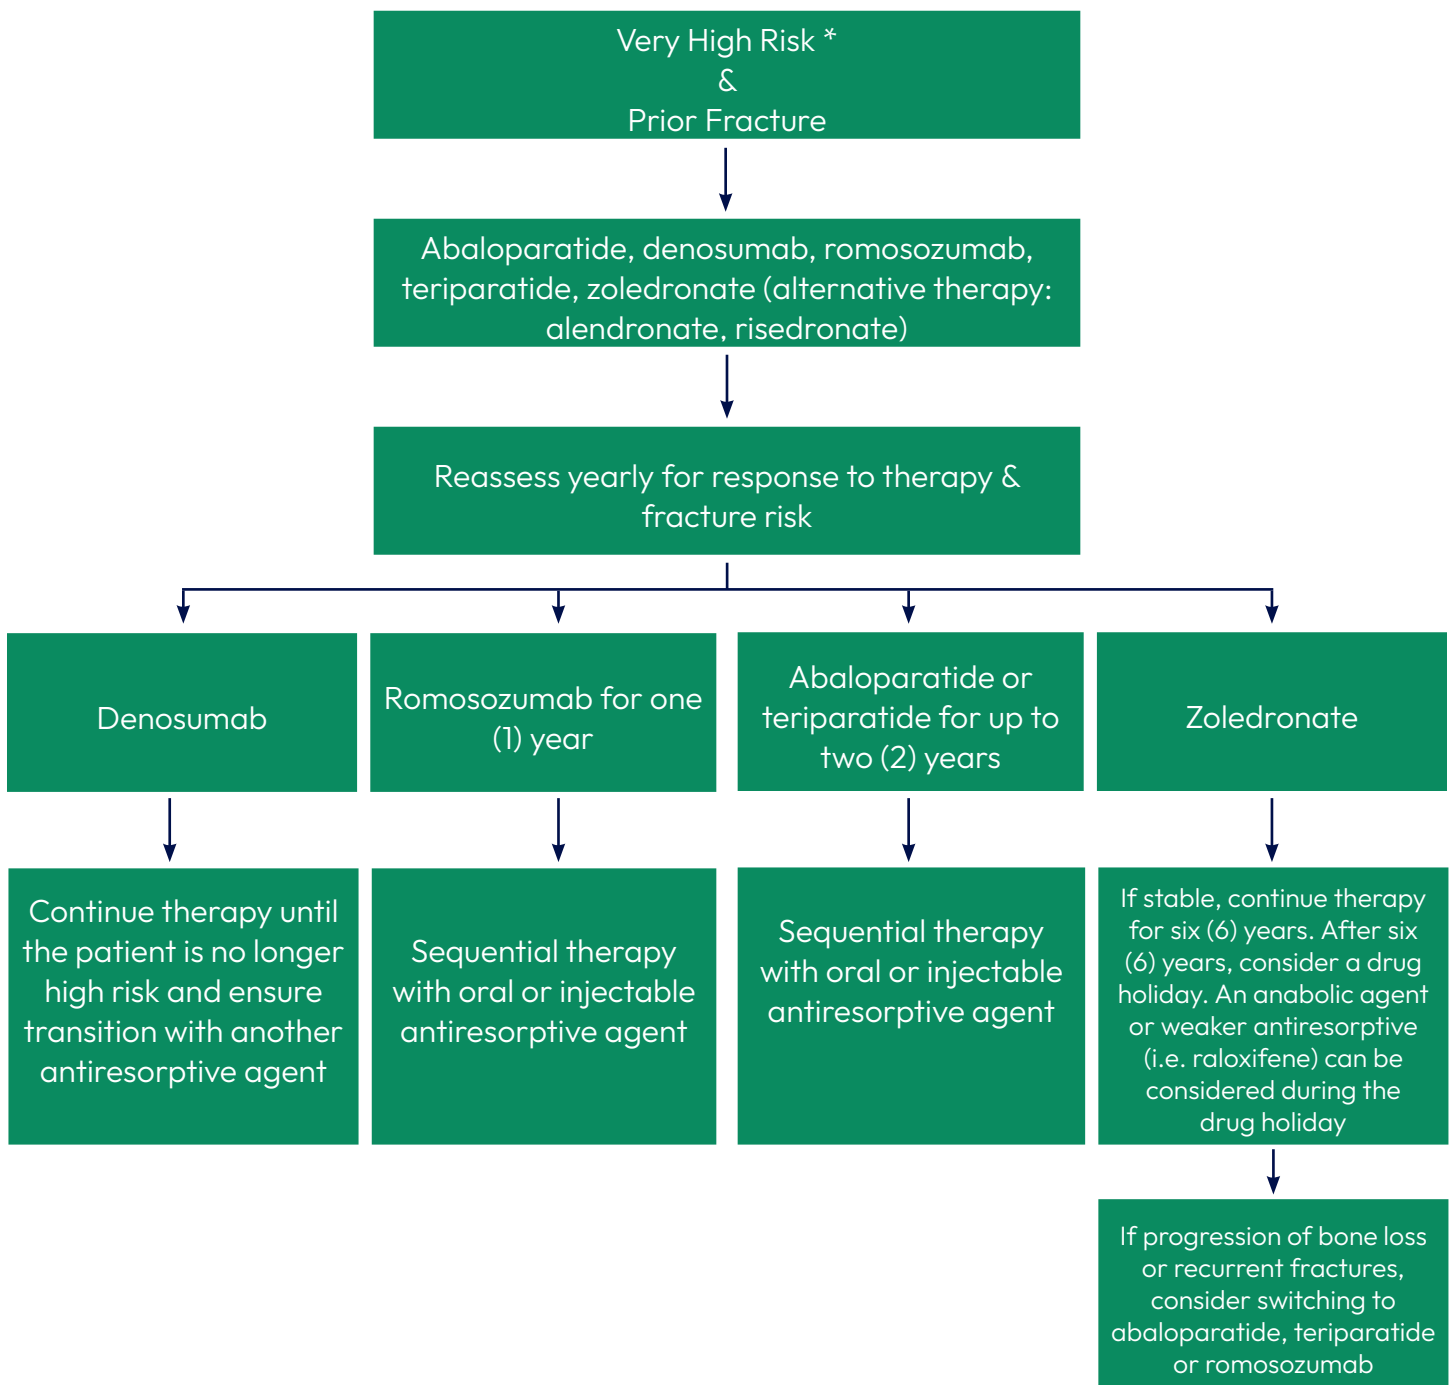 Very High Risk *
&
Prior Fracture
Abaloparatide, denosumab, romosozumab,
teriparatide, zoledronate (alternative therapy:
alendronate, risedronate)
Reassess yearly for response to therapy &
fracture risk
Denosumab
Romosozumab for one
(1) year
Abaloparatide or
teriparatide for up to
two (2) years
Zoledronate
Continue therapy until
the patient is no longer
high risk and ensure
transition with another
antiresorptive agent
Sequential therapy
with oral or injectable
antiresorptive agent
Sequential therapy
with oral or injectable
antiresorptive agent
If stable, continue therapy
for six (6) years. After six
(6) years, consider a drug
holiday. An anabolic agent
or weaker antiresorptive
(i.e. raloxifene) can be
considered during the
drug holiday
If progression of bone loss
or recurrent fractures,
consider switching to
abaloparatide, teriparatide
or romosozumab